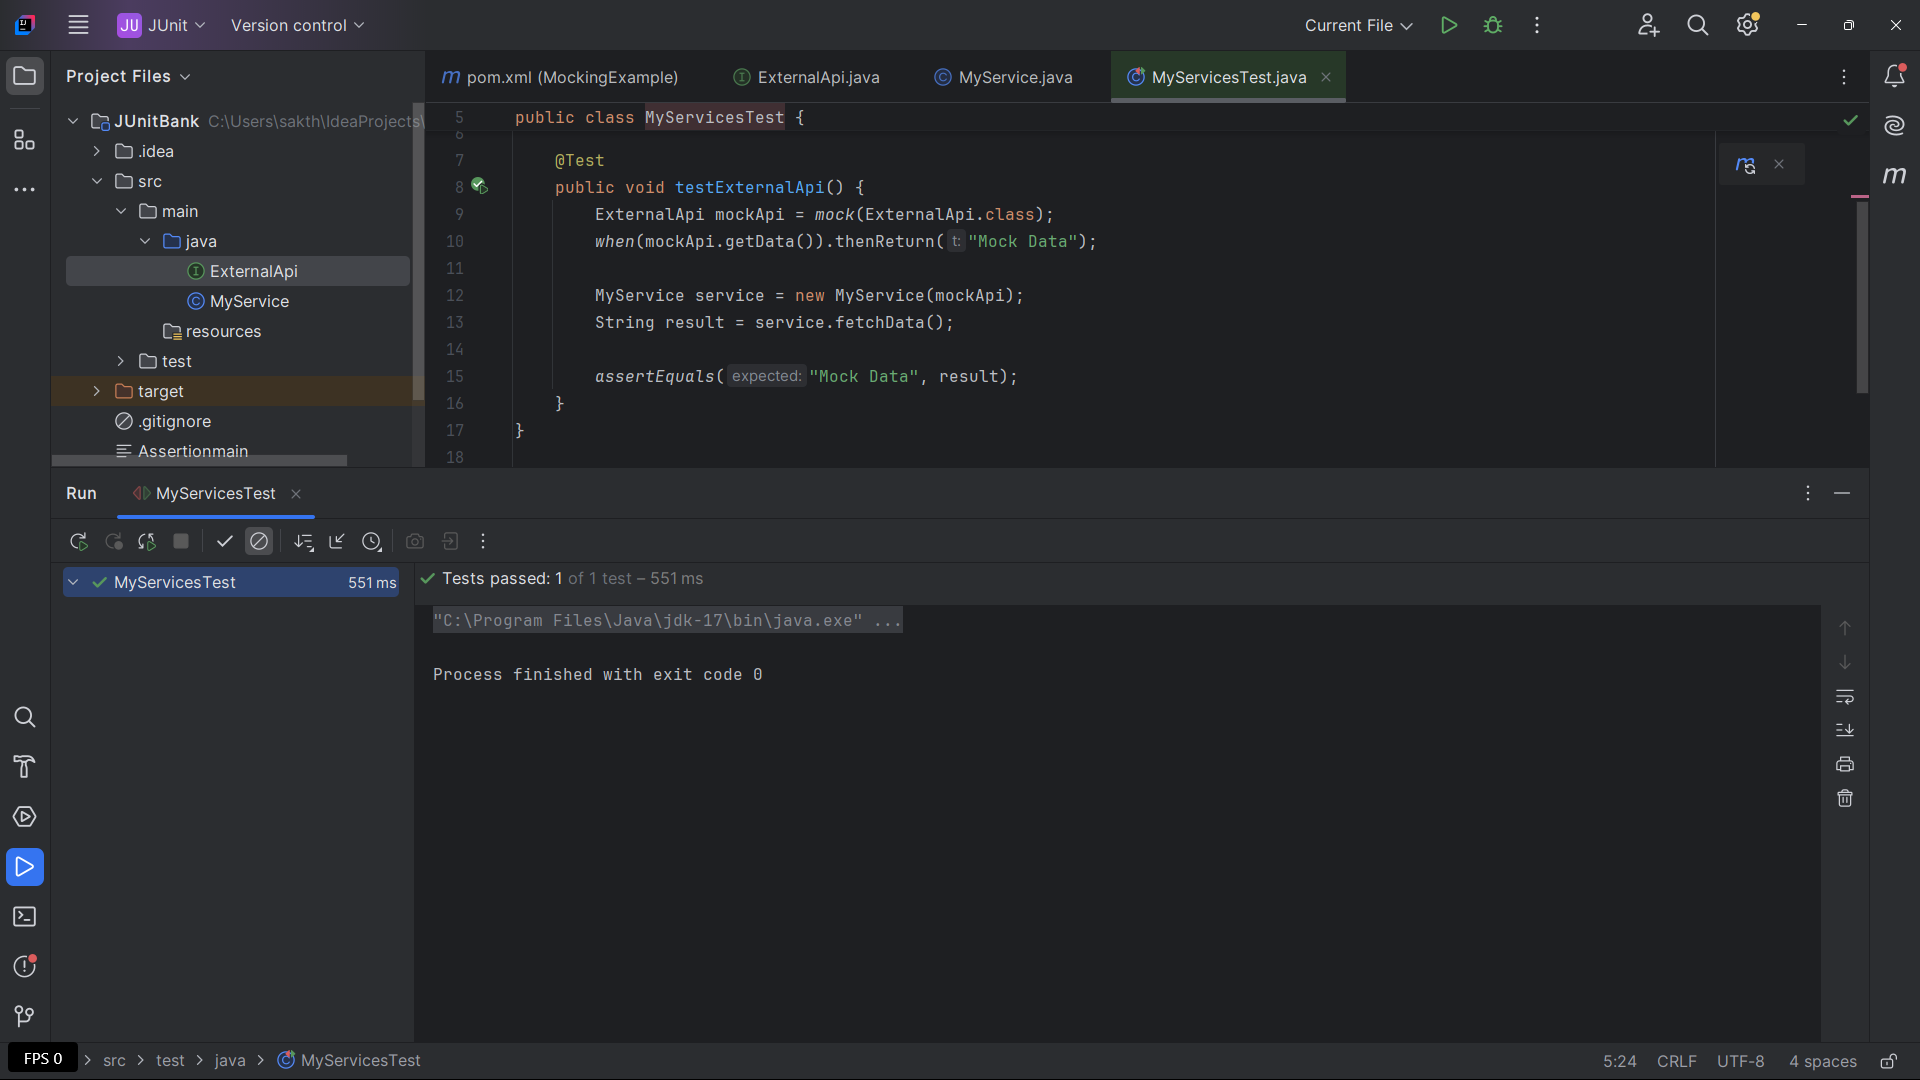 JU JUnit Version control Current File
Project Files
pom.xml (MockingExample) ExternalApi.java MyService.java MyServicesTest.java
JUnitBank C:\Users\sakth\IdeaProjects\
.idea
src
main
java
ExternalApi
MyService
resources
test
target
.gitignore
Assertionmain
5 public class MyServicesTest {
6
7 @Test
8 public void testExternalApi() {
9 ExternalApi mockApi = mock(ExternalApi.class);
10 when(mockApi.getData()).thenReturn( t: "Mock Data");
11
12 MyService service = new MyService(mockApi);
13 String result = service.fetchData();
14
15 assertEquals( expected: "Mock Data", result);
16 }
17 }
18
Run MyServicesTest
MyServicesTest 551 ms
Tests passed: 1 of 1 test – 551 ms
"C:\Program Files\Java\jdk-17\bin\java.exe" ...
Process finished with exit code 0
FPS 0 > src > test > java > MyServicesTest
5:24 CRLF UTF-8 4 spaces